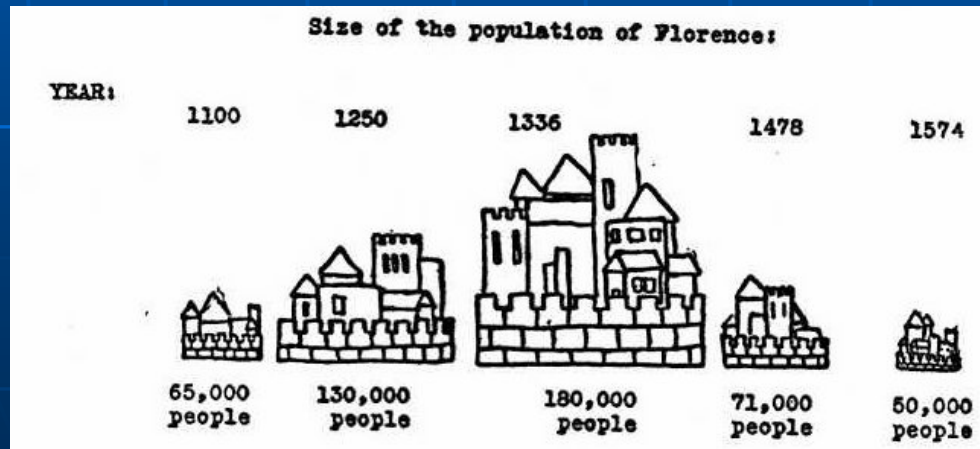 Size of the population of Florence:
YEAR:
1100 1250 1336 1478 1574
65,000 130,000 180,000 71,000 50,000
people people people people people